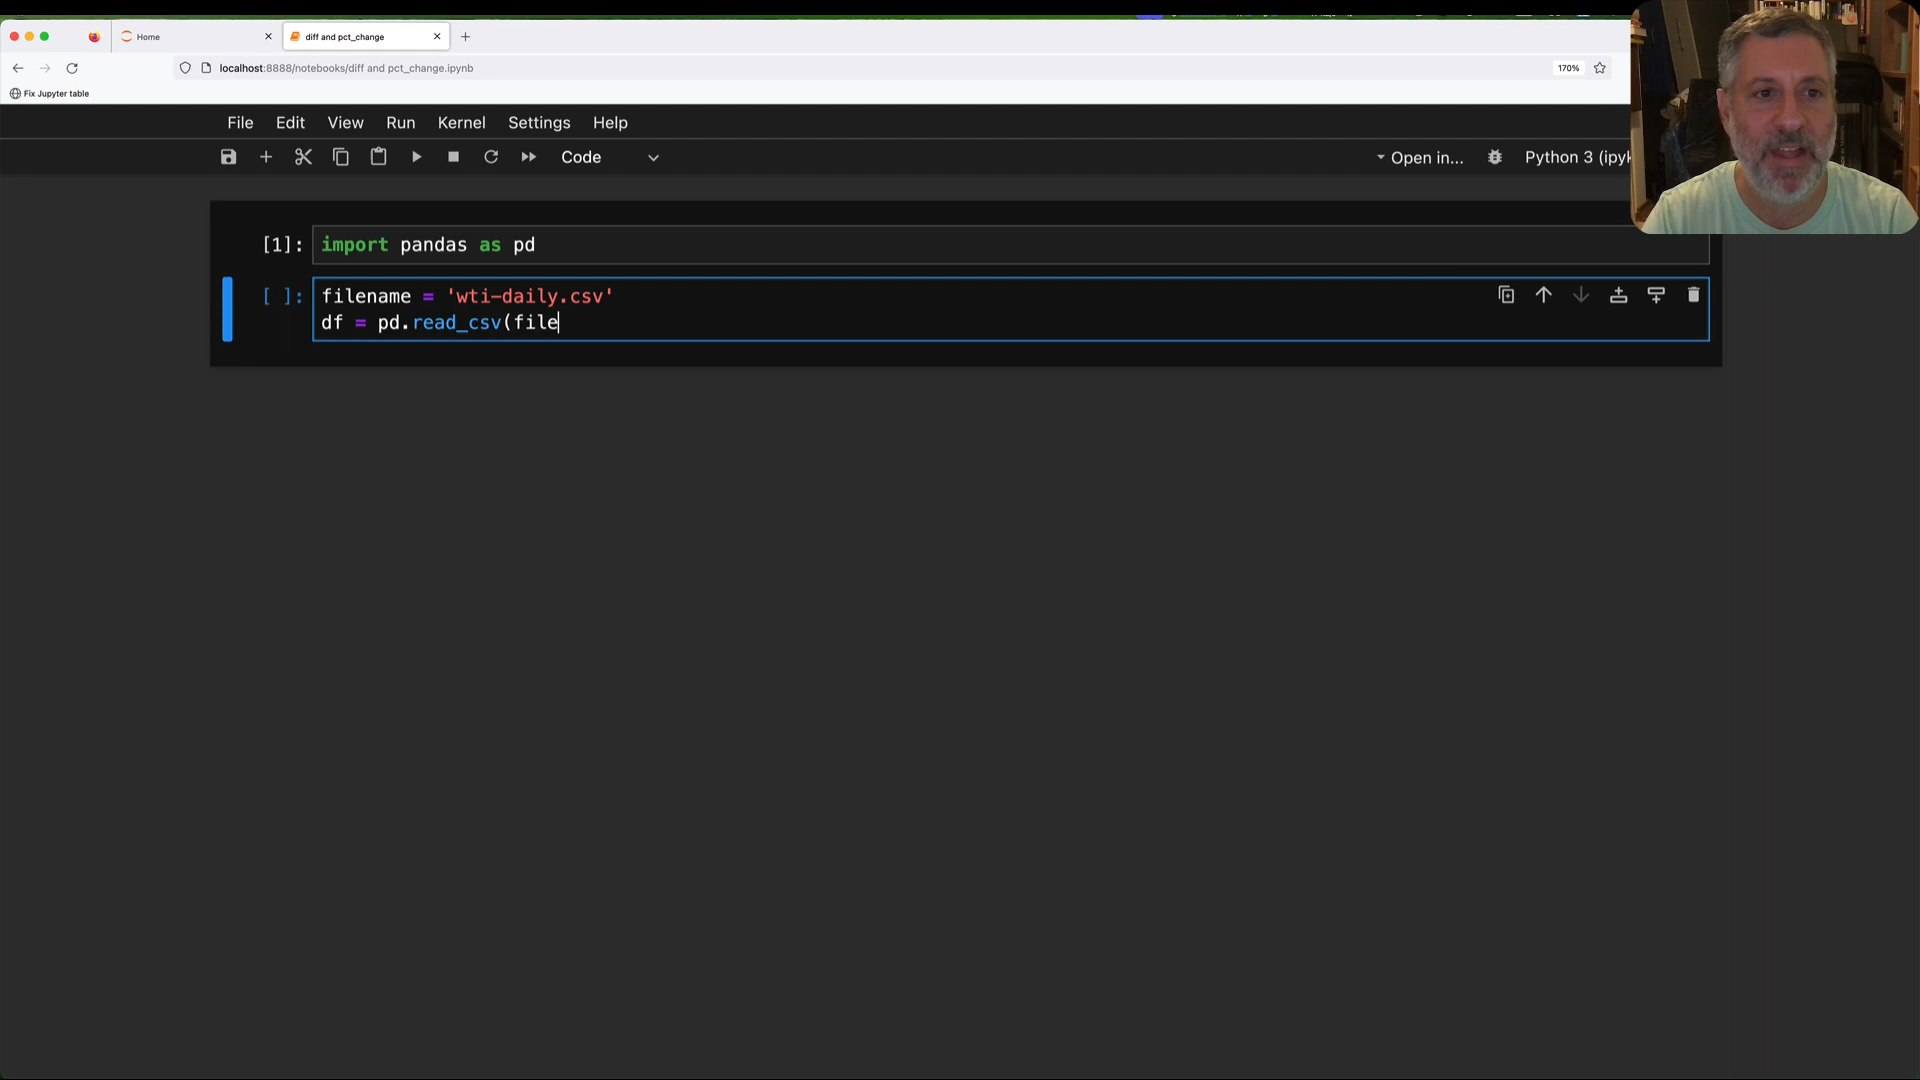 Home
diff and pct_change
localhost:8888/notebooks/diff and pct_change.ipynb
170%
Fix Jupyter table
File Edit View Run Kernel Settings Help
Code
Open in...
Python 3 (ipyk
[1]:
import pandas as pd
[ ]:
filename = 'wti-daily.csv'
df = pd.read_csv(file